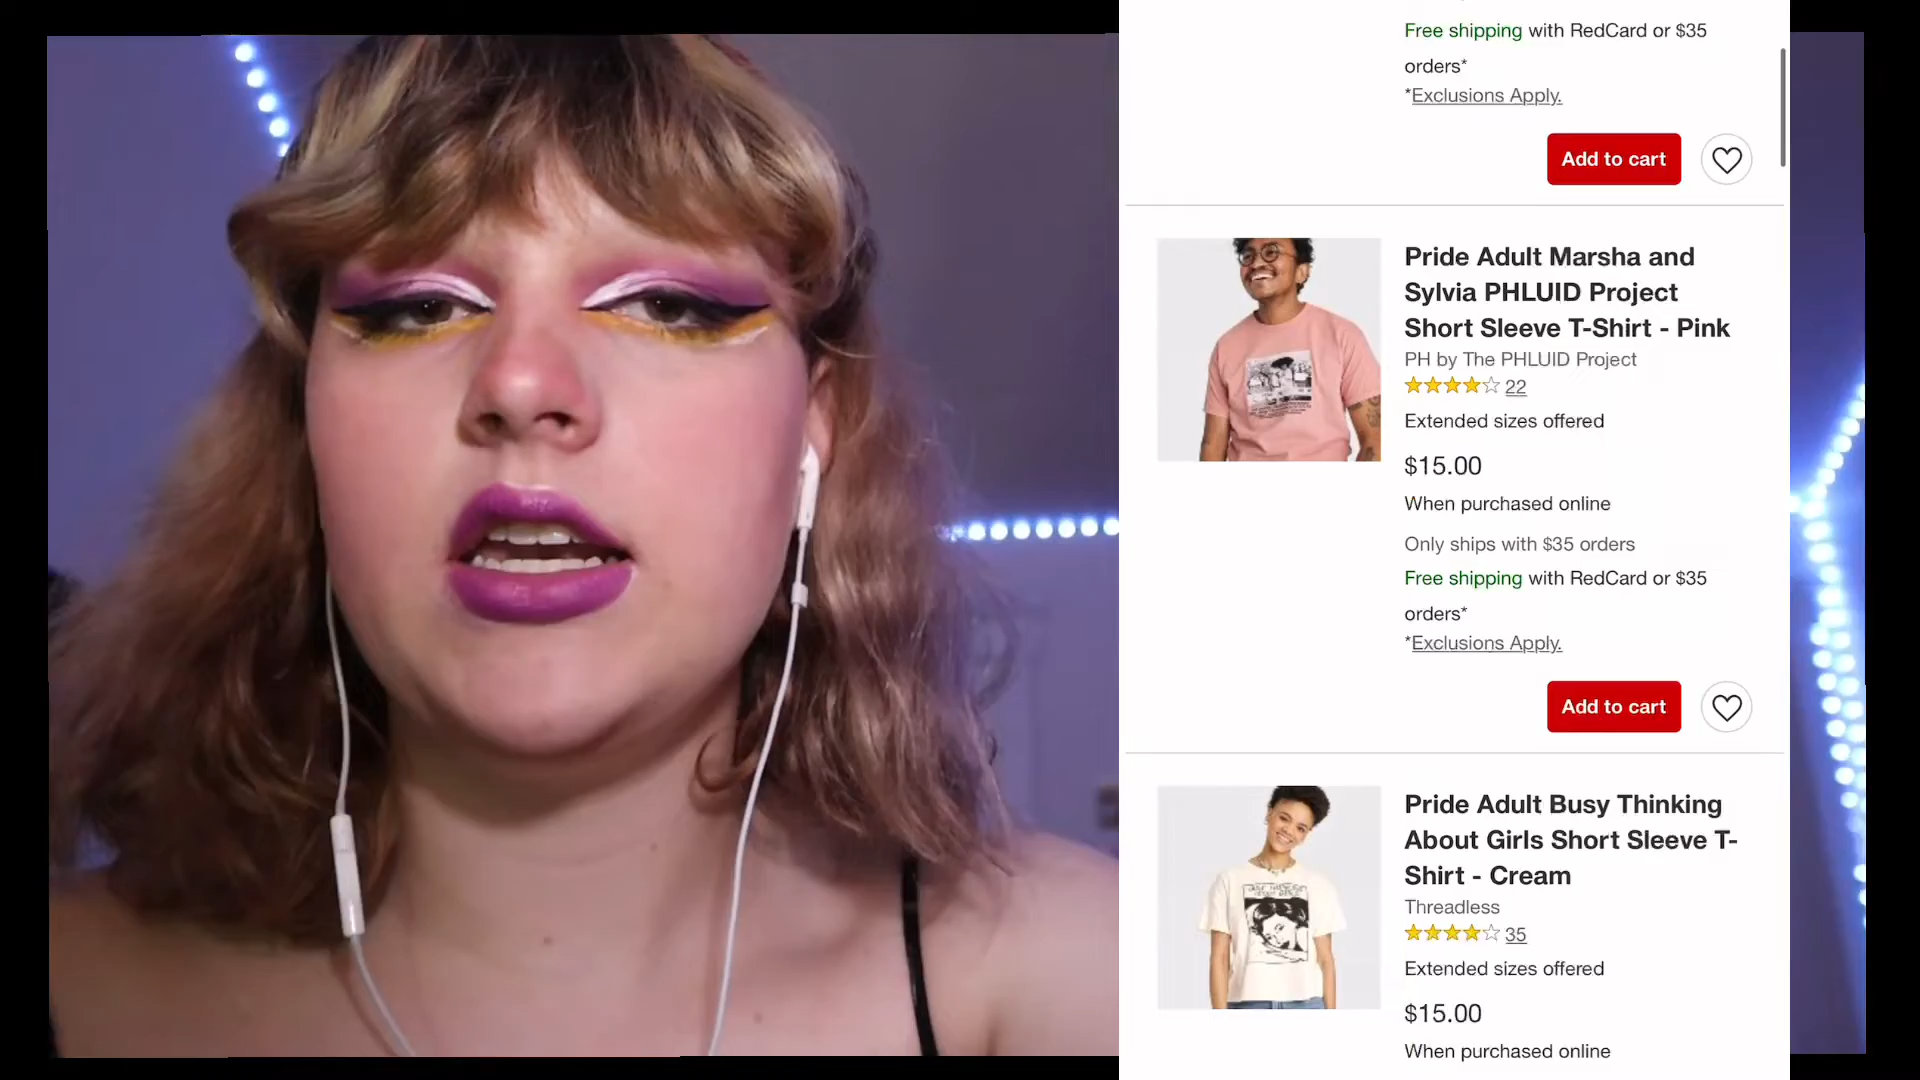 Free shipping with RedCard or $35
orders*
*Exclusions Apply.
Add to cart
Pride Adult Marsha and
Sylvia PHLUID Project
Short Sleeve T-Shirt - Pink
PH by The PHLUID Project
22
Extended sizes offered
$15.00
When purchased online
Only ships with $35 orders
Free shipping with RedCard or $35
orders*
*Exclusions Apply.
Add to cart
Pride Adult Busy Thinking
About Girls Short Sleeve T-
Shirt - Cream
Threadless
35
Extended sizes offered
$15.00
When purchased online